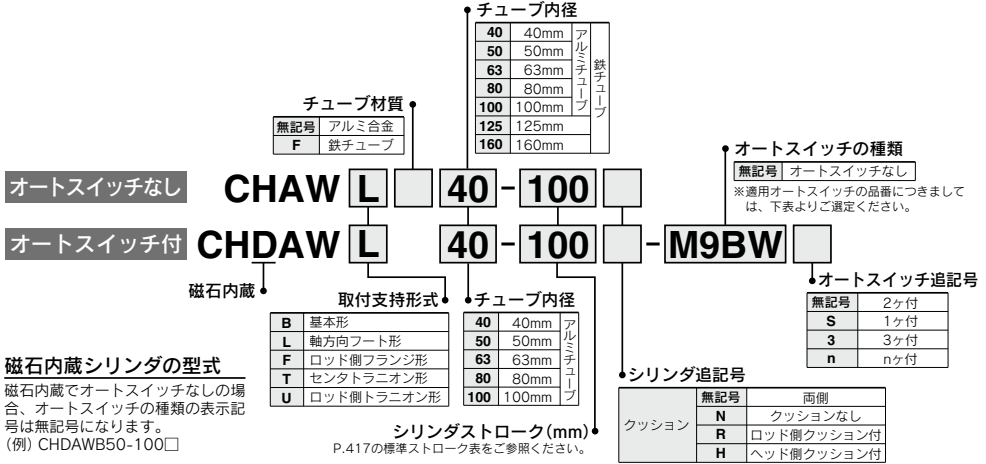 チューブ内径
40 40mm
50 50mm
63 63mm
80 80mm
100 100mm
125 125mm
160 160mm
アルミチューブ
鉄チューブ
チューブ材質
無記号 アルミ合金
F 鉄チューブ
オートスイッチの種類
無記号 オートスイッチなし
※適用オートスイッチの品番につきまして
は、下表よりご選定ください。
オートスイッチなし CHAW L 40 - 100
オートスイッチ付 CHDAW L 40 - 100 - M9BW
磁石内蔵
取付支持形式
B 基本形
L 軸方向フート形
F ロッド側フランジ形
T センタトラニオン形
U ロッド側トラニオン形
チューブ内径
40 40mm
50 50mm
63 63mm
80 80mm
100 100mm
アルミチューブ
オートスイッチ追記号
無記号 2ヶ付
S 1ヶ付
3 3ヶ付
n nヶ付
磁石内蔵シリンダの型式
磁石内蔵でオートスイッチなしの場
合、オートスイッチの種類の表示記
号は無記号になります。
(例) CHDAWB50-100□
シリンダストローク(mm)
P.417の標準ストローク表をご参照ください。
シリンダ追記号
クッション
無記号 両側
N クッションなし
R ロッド側クッション付
H ヘッド側クッション付